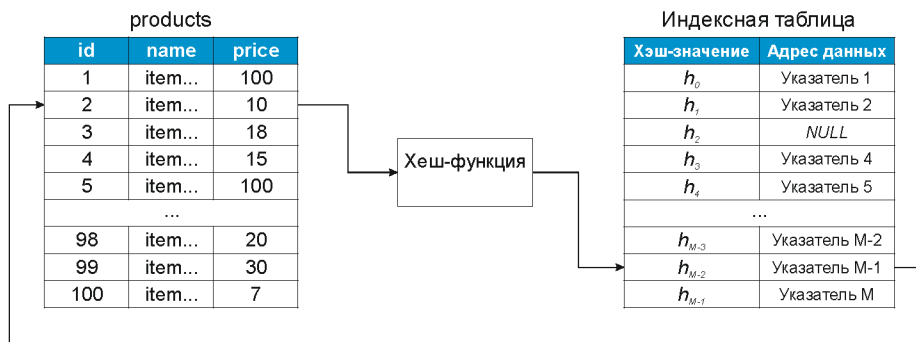 products
id name price
1 item... 100
2 item... 10
3 item... 18
4 item... 15
5 item... 100
...
98 item... 20
99 item... 30
100 item... 7
Хеш-функция
Индексная таблица
Хэш-значение Адрес данных
h₀ Указатель 1
h₁ Указатель 2
h₂ NULL
h₃ Указатель 4
h₄ Указатель 5
...
h_M-3 Указатель M-2
h_M-2 Указатель M-1
h_M-1 Указатель M